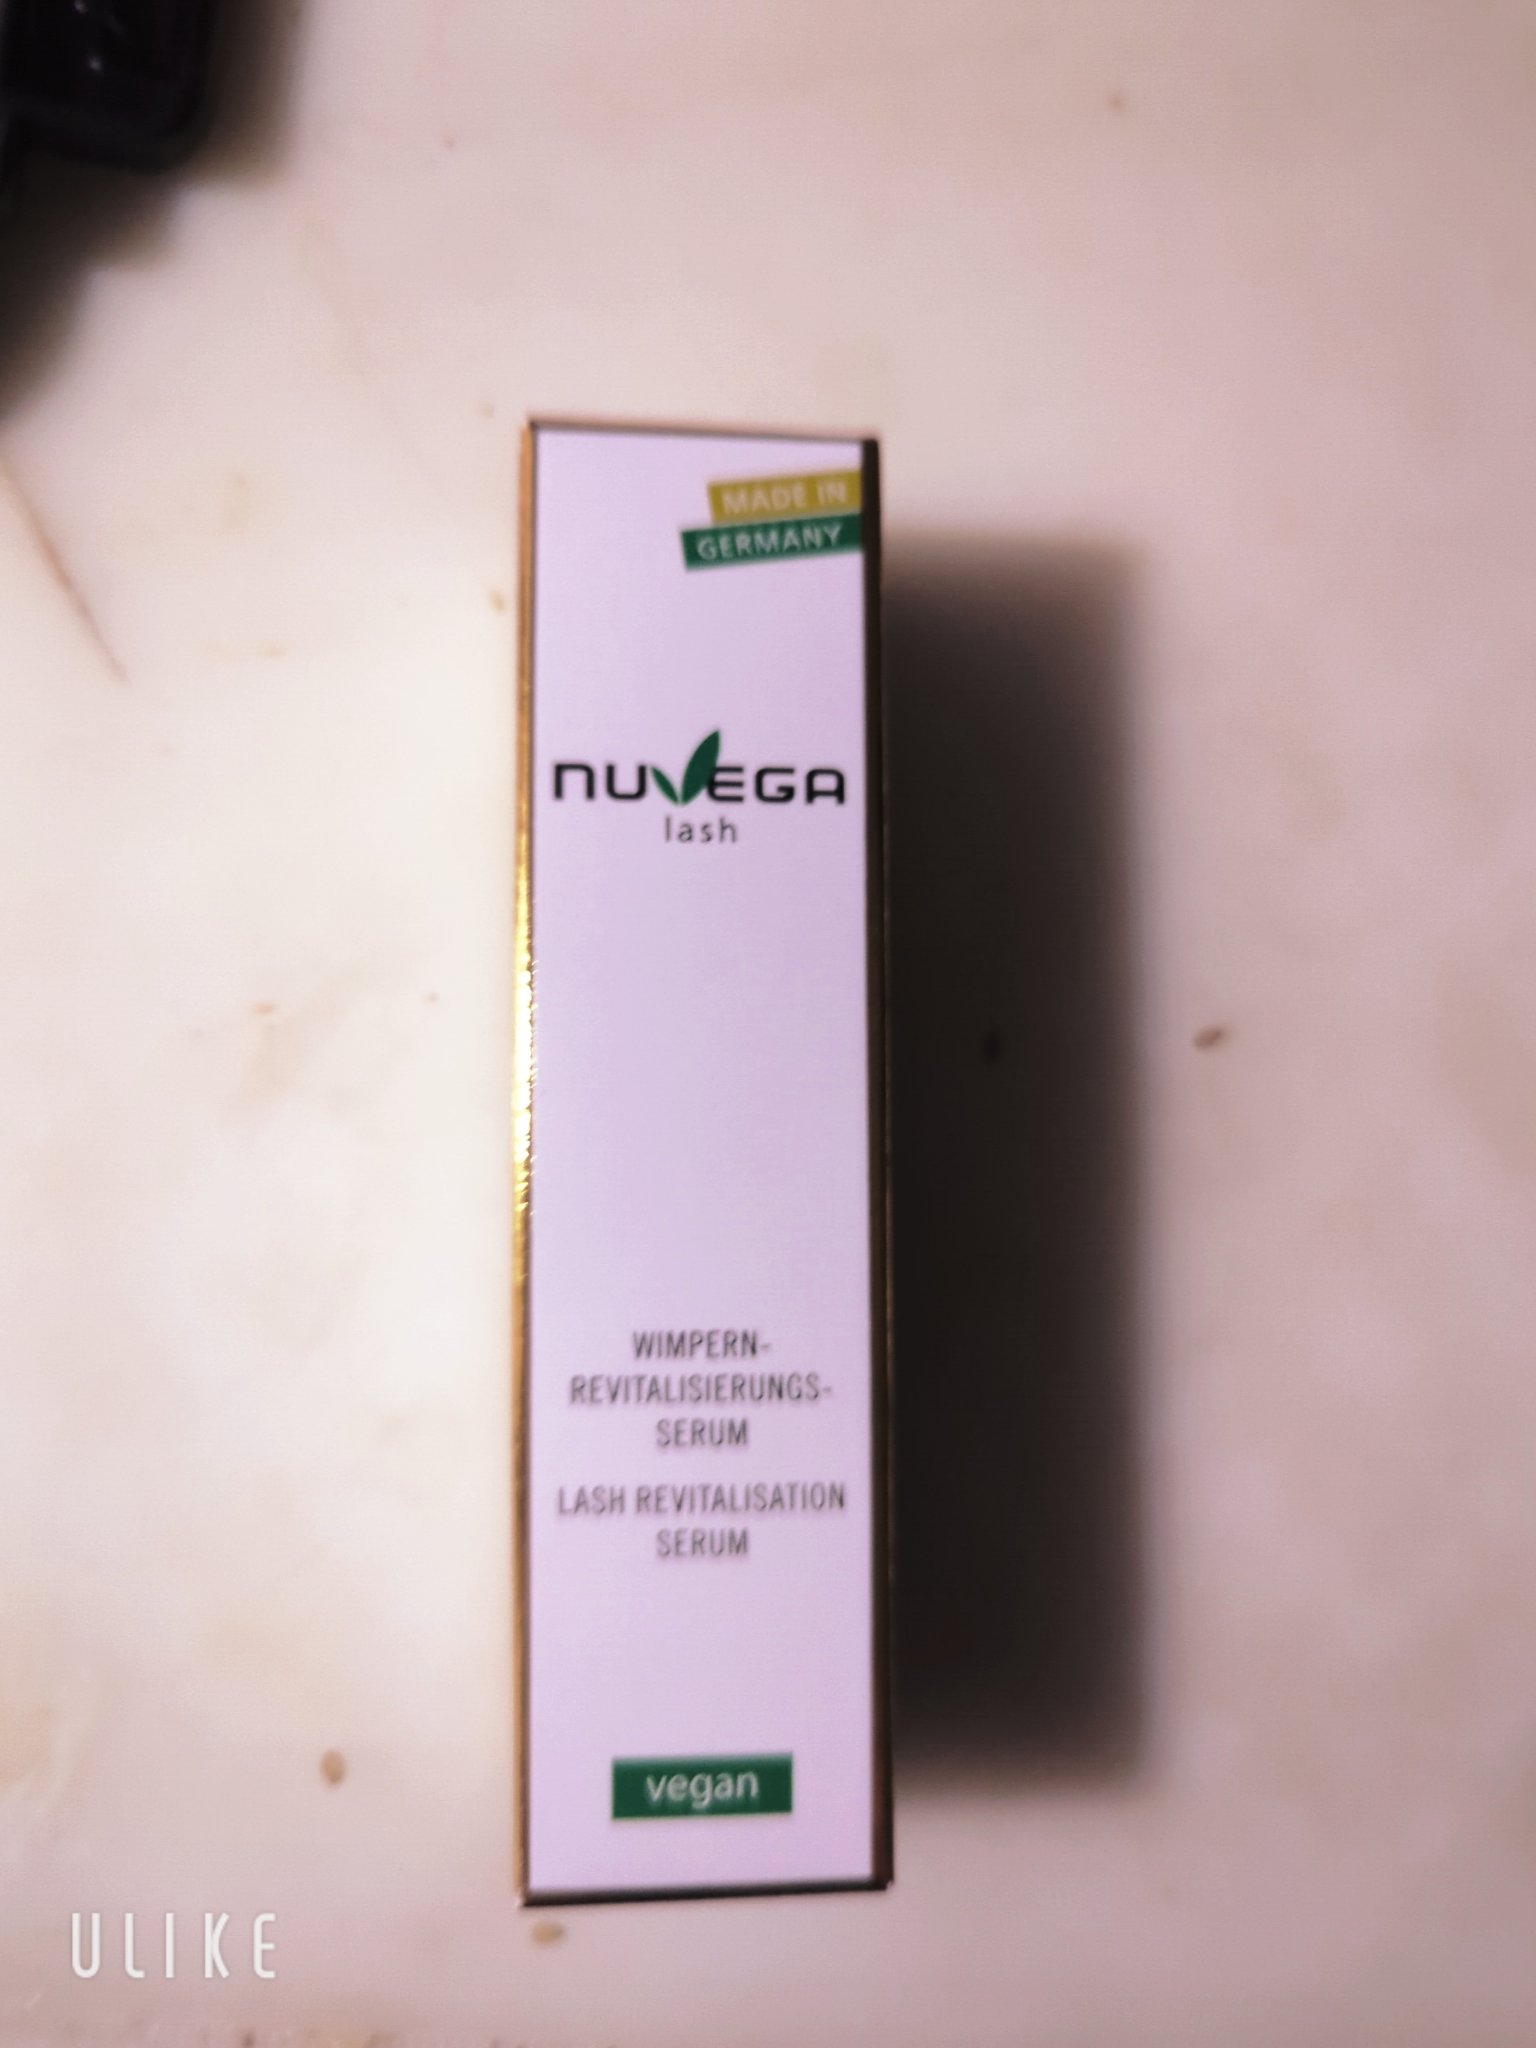 MADE IN
GERMANY
NUVEGA
lash
WIMPERN-
REVITALISIERUNGS-
SERUM
LASH REVITALISATION
SERUM
vegan
ULIKE